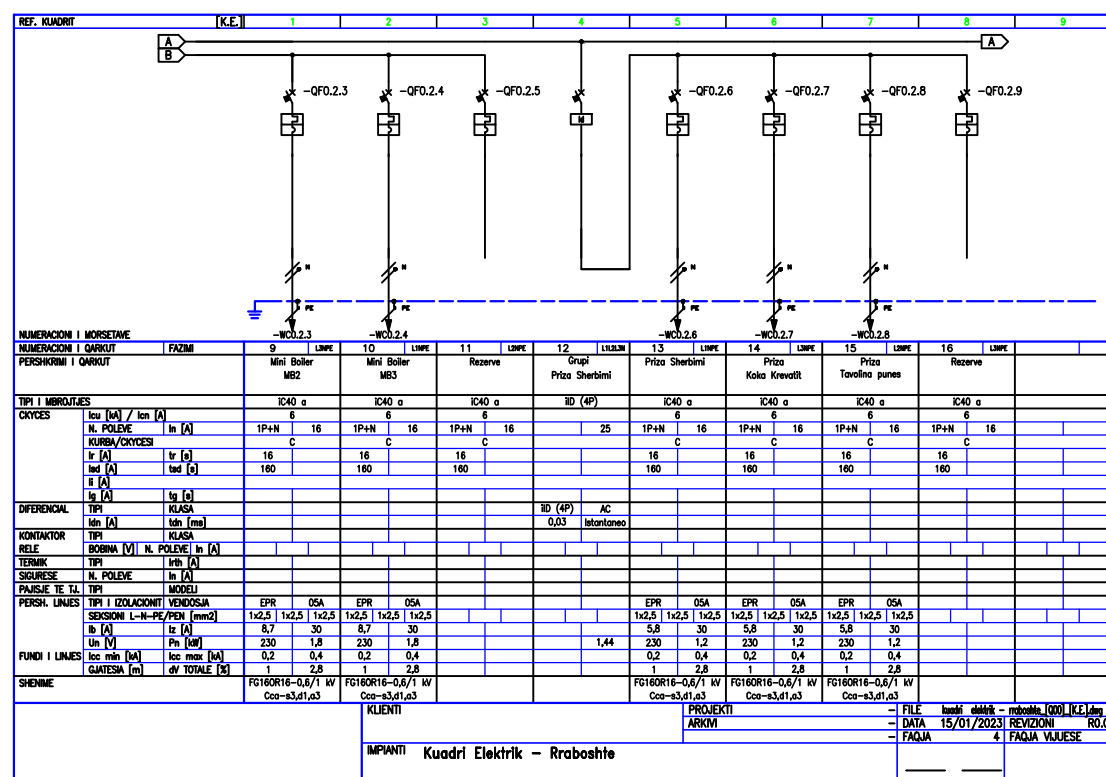 REF. KUADRIT [K.E.] 1 2 3 4 5 6 7 8 9
A A
B
-QF0.2.3 -QF0.2.4 -QF0.2.5 -QF0.2.6 -QF0.2.7 -QF0.2.8 -QF0.2.9
N N N N N
PE PE PE PE PE
NUMERACIONI I MORSETAVE -WC0.2.3 -WC0.2.4 -WC0.2.6 -WC0.2.7 -WC0.2.8
NUMERACIONI I QARKUT FAZIMI 9 L3NPE 10 L1NPE 11 L2NPE 12 L1L2L3N 13 L1NPE 14 L3NPE 15 L2NPE 16 L3NPE
PERSHKRIMI I QARKUT Mini Boiler Mini Boiler Rezerve Grupi Priza Sherbimi Priza Priza Rezerve
MB2 MB3 Priza Sherbimi Koka Krevatit Tavolina punes
TIPI I MBROJTJES iC40 a iC40 a iC40 a iID (4P) iC40 a iC40 a iC40 a iC40 a
CKYCES Icu [kA] / Icn [A] 6 6 6 6 6 6 6
N. POLEVE In [A] 1P+N 16 1P+N 16 1P+N 16 25 1P+N 16 1P+N 16 1P+N 16 1P+N 16
KURBA/CKYCESI C C C C C C C
Ir [A] tr [s] 16 16 16 16 16 16 16
Isd [A] tsd [s] 160 160 160 160 160 160 160
Ii [A]
Ig [A] tg [s]
DIFERENCIAL TIPI KLASA iID (4P) AC
Idn [A] tdn [ms] 0,03 Istantaneo
KONTAKTOR TIPI KLASA
RELE BOBINA [V] N. POLEVE In [A]
TERMIK TIPI Irth [A]
SIGURESE N. POLEVE In [A]
PAJISJE TE TJ. TIPI MODELI
PERSH. LINJES TIPI I IZOLACIONIT VENDOSJA EPR 05A EPR 05A EPR 05A EPR 05A EPR 05A
SEKSIONI L-N-PE/PEN [mm2] 1x2,5 1x2,5 1x2,5 1x2,5 1x2,5 1x2,5 1x2,5 1x2,5 1x2,5 1x2,5 1x2,5 1x2,5 1x2,5 1x2,5 1x2,5
Ib [A] Iz [A] 8,7 30 8,7 30 5,8 30 5,8 30 5,8 30
Un [V] Pn [kW] 230 1,8 230 1,8 1,44 230 1,2 230 1,2 230 1,2
FUNDI I LINJES Icc min [kA] Icc max [kA] 0,2 0,4 0,2 0,4 0,2 0,4 0,2 0,4 0,2 0,4
GJATESIA [m] dV TOTALE [%] 1 2,8 1 2,8 1 2,8 1 2,8 1 2,8
SHENIME FG16OR16-0,6/1 kV FG16OR16-0,6/1 kV FG16OR16-0,6/1 kV FG16OR16-0,6/1 kV FG16OR16-0,6/1 kV
Cca-s3,d1,a3 Cca-s3,d1,a3 Cca-s3,d1,a3 Cca-s3,d1,a3 Cca-s3,d1,a3
KLIENTI PROJEKTI - FILE kuadri elektrik - rraboshte_[Q00]_[K.E].dwg
ARKIVI - DATA 15/01/2023 REVIZIONI R0.0
- FAQJA 4 FAQJA VIJUESE
IMPIANTI Kuadri Elektrik - Rraboshte